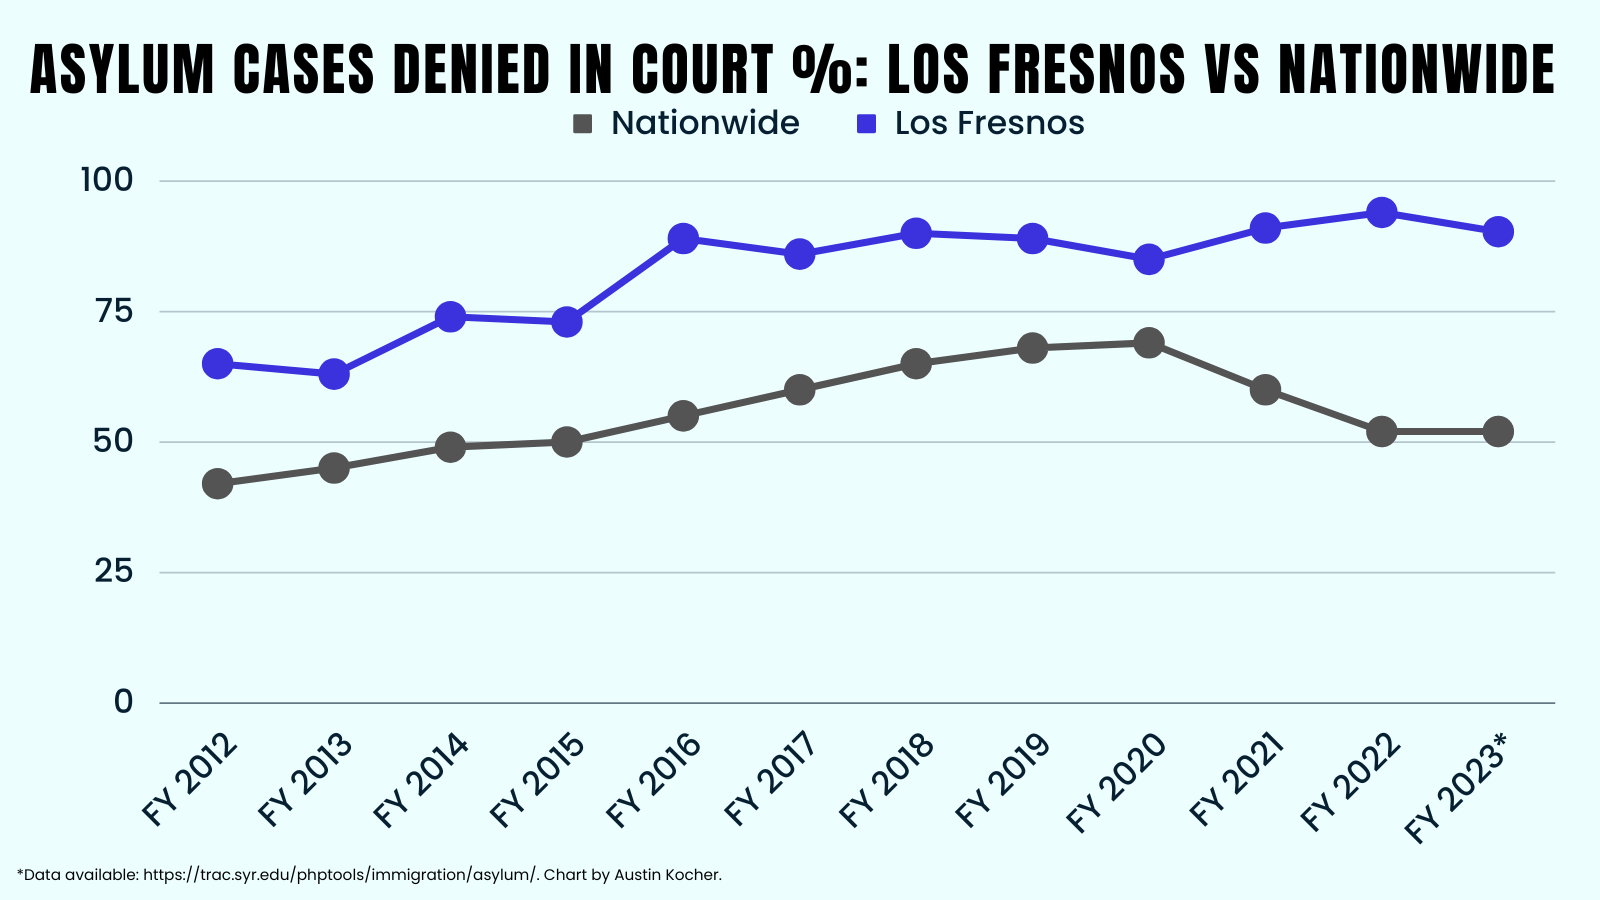 ASYLUM CASES DENIED IN COURT %: LOS FRESNOS VS NATIONWIDE
Nationwide Los Fresnos
100
75
50
25
0
FY 2012 FY 2013 FY 2014 FY 2015 FY 2016 FY 2017 FY 2018 FY 2019 FY 2020 FY 2021 FY 2022 FY 2023*
*Data available: https://trac.syr.edu/phptools/immigration/asylum/. Chart by Austin Kocher.